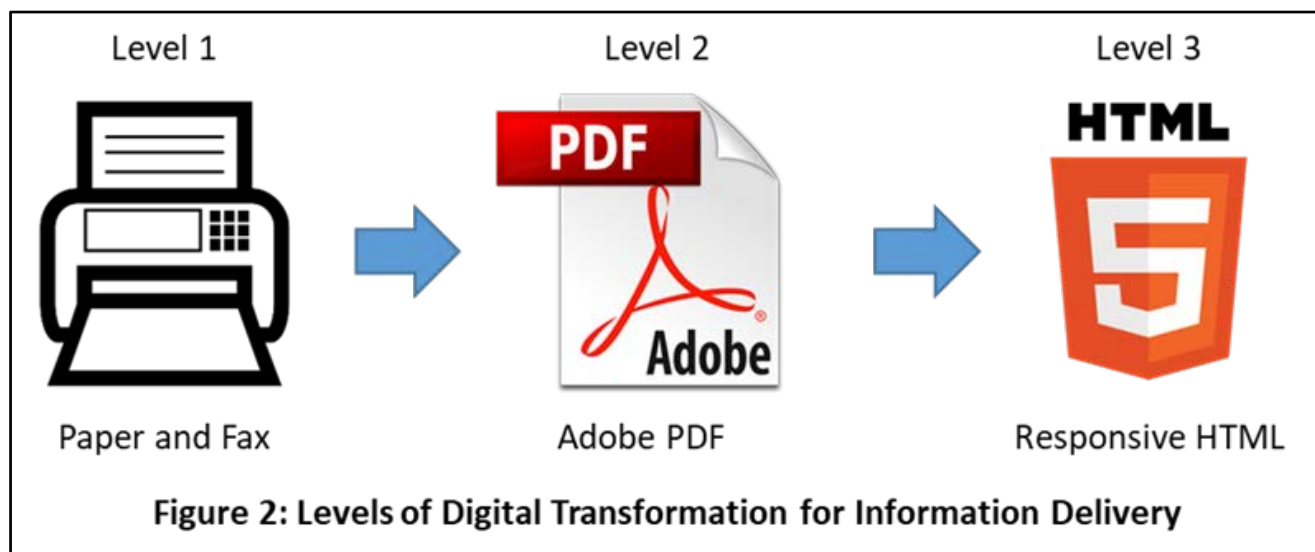 Level 1
Level 2
Level 3
PDF
Adobe
®
HTML
5
Paper and Fax
Adobe PDF
Responsive HTML
Figure 2: Levels of Digital Transformation for Information Delivery